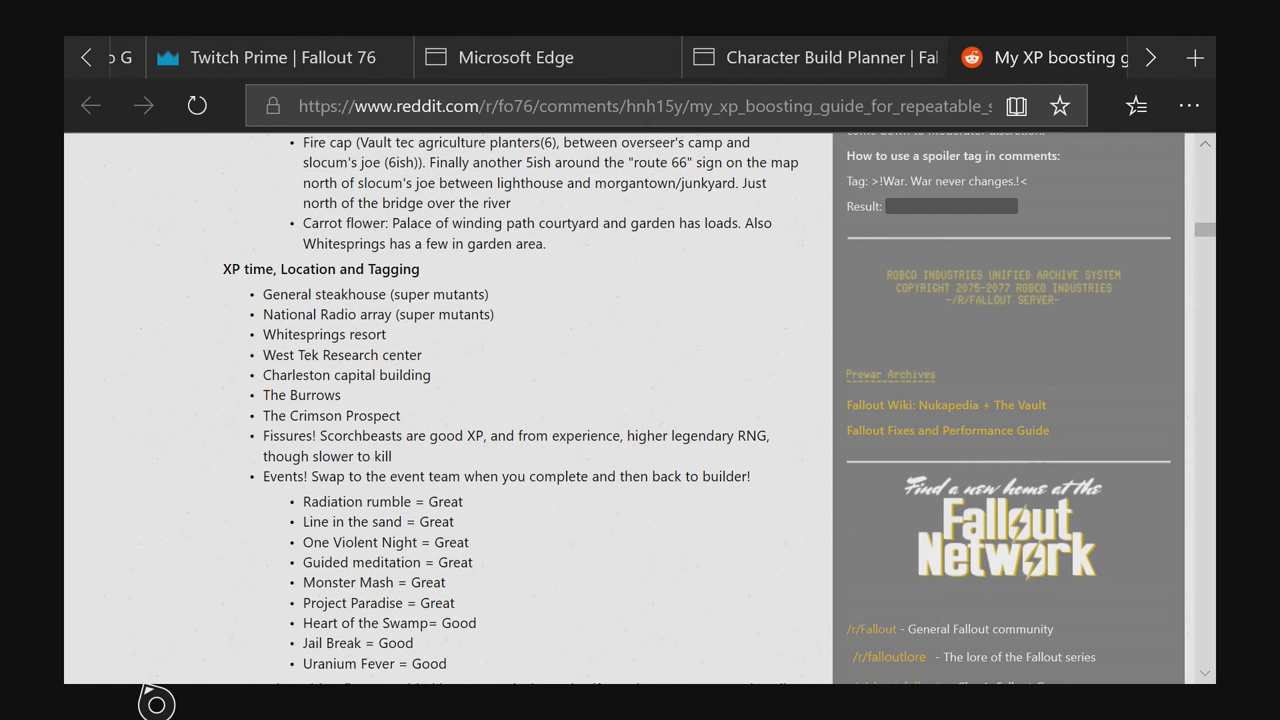 o G
Twitch Prime | Fallout 76
Microsoft Edge
Character Build Planner | Fal
My XP boosting g
https://www.reddit.com/r/fo76/comments/hnh15y/my_xp_boosting_guide_for_repeatable_s
• Fire cap (Vault tec agriculture planters(6), between overseer's camp and
slocum's joe (6ish)). Finally another 5ish around the "route 66" sign on the map
north of slocum's joe between lighthouse and morgantown/junkyard. Just
north of the bridge over the river
• Carrot flower: Palace of winding path courtyard and garden has loads. Also
Whitesprings has a few in garden area.
XP time, Location and Tagging
• General steakhouse (super mutants)
• National Radio array (super mutants)
• Whitesprings resort
• West Tek Research center
• Charleston capital building
• The Burrows
• The Crimson Prospect
• Fissures! Scorchbeasts are good XP, and from experience, higher legendary RNG,
though slower to kill
• Events! Swap to the event team when you complete and then back to builder!
• Radiation rumble = Great
• Line in the sand = Great
• One Violent Night = Great
• Guided meditation = Great
• Monster Mash = Great
• Project Paradise = Great
• Heart of the Swamp= Good
• Jail Break = Good
• Uranium Fever = Good
come down to moderator discretion.
How to use a spoiler tag in comments:
Tag: >!War. War never changes.!<
Result:
ROBCO INDUSTRIES UNIFIED ARCHIVE SYSTEM
COPYRIGHT 2075-2077 ROBCO INDUSTRIES
-/R/FALLOUT SERVER-
Prewar Archives
Fallout Wiki: Nukapedia + The Vault
Fallout Fixes and Performance Guide
Find a new home at the
Fallout
Network
/r/Fallout - General Fallout community
/r/falloutlore - The lore of the Fallout series